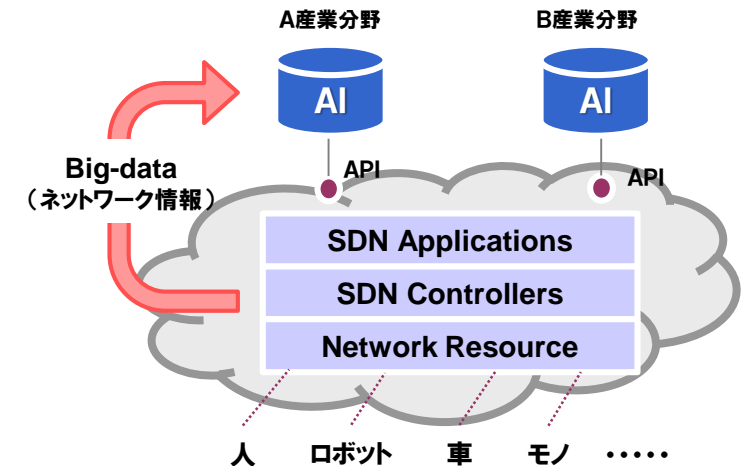 A産業分野
B産業分野
AI
AI
API
API
Big-data
（ネットワーク情報）
SDN Applications
SDN Controllers
Network Resource
人 ロボット 車 モノ ・・・・・